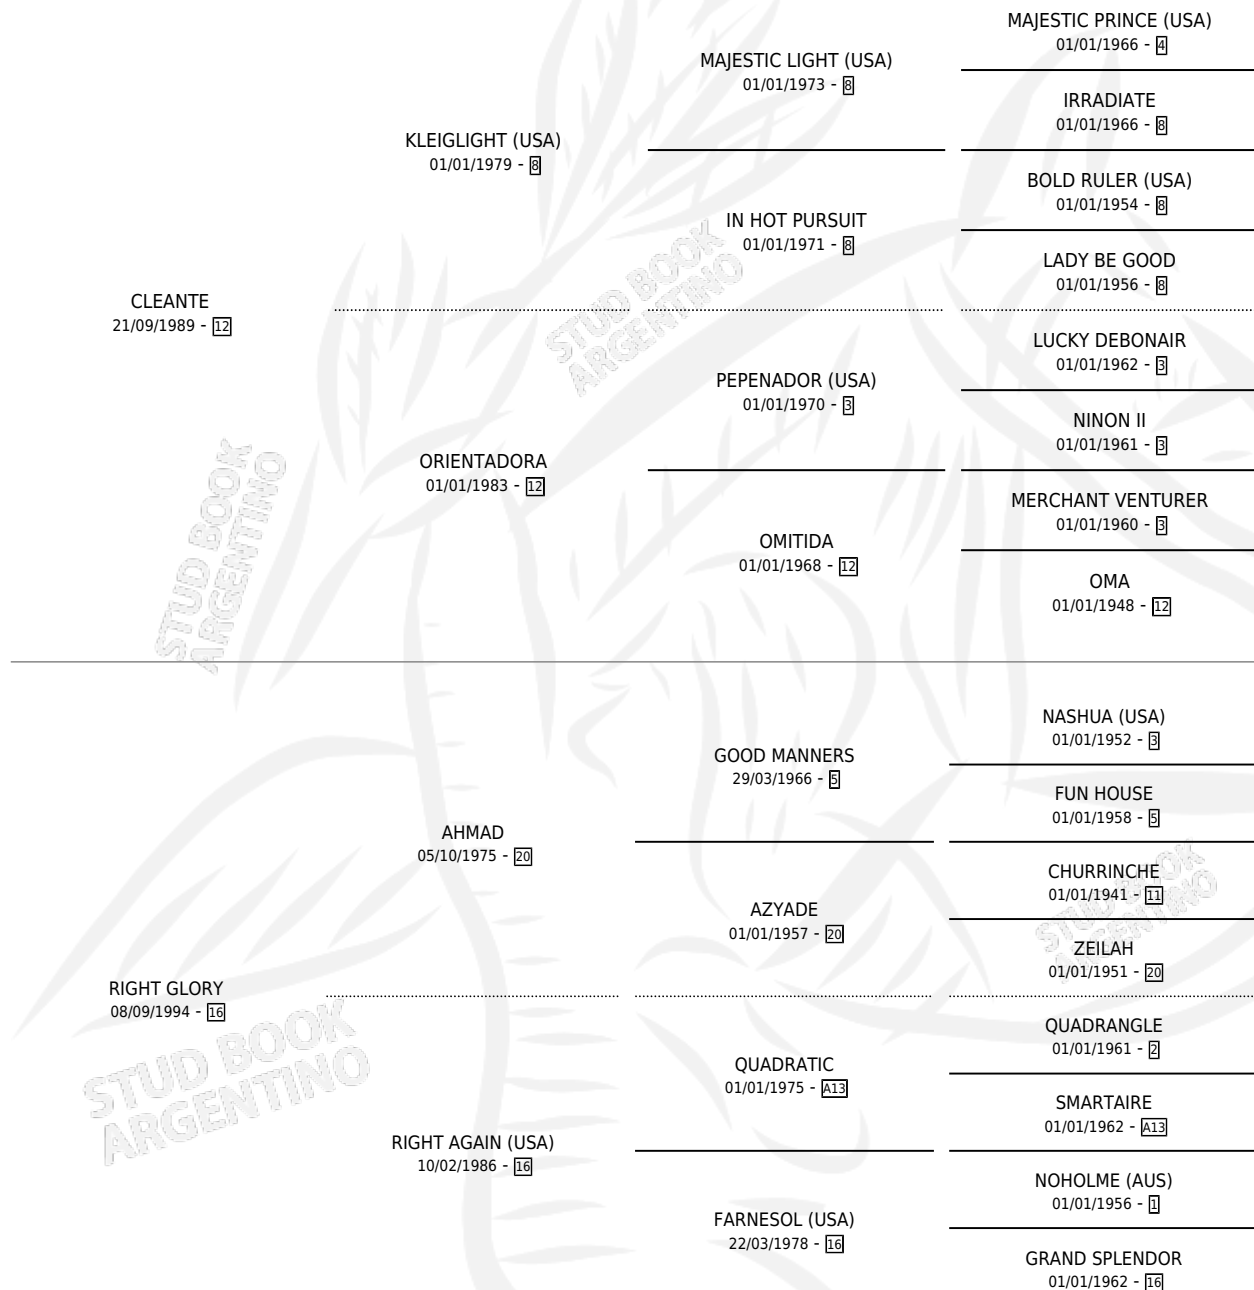 MAJESTIC PRINCE (USA)
01/01/1966 - 4
MAJESTIC LIGHT (USA)
01/01/1973 - 8
IRRADIATE
01/01/1966 - 8
KLEIGLIGHT (USA)
01/01/1979 - 8
BOLD RULER (USA)
01/01/1954 - 8
IN HOT PURSUIT
01/01/1971 - 8
LADY BE GOOD
01/01/1956 - 8
CLEANTE
21/09/1989 - 12
LUCKY DEBONAIR
01/01/1962 - 3
PEPENADOR (USA)
01/01/1970 - 3
NINON II
01/01/1961 - 3
ORIENTADORA
01/01/1983 - 12
MERCHANT VENTURER
01/01/1960 - 3
OMITIDA
01/01/1968 - 12
OMA
01/01/1948 - 12
NASHUA (USA)
01/01/1952 - 3
GOOD MANNERS
29/03/1966 - 5
FUN HOUSE
01/01/1958 - 5
AHMAD
05/10/1975 - 20
CHURRINCHE
01/01/1941 - 11
AZYADE
01/01/1957 - 20
ZEILAH
01/01/1951 - 20
RIGHT GLORY
08/09/1994 - 16
QUADRANGLE
01/01/1961 - 2
QUADRATIC
01/01/1975 - A13
SMARTAIRE
01/01/1962 - A13
RIGHT AGAIN (USA)
10/02/1986 - 16
NOHOLME (AUS)
01/01/1956 - 1
FARNESOL (USA)
22/03/1978 - 16
GRAND SPLENDOR
01/01/1962 - 16
STUD BOOK
ARGENTINO
STUD BOOK
ARGENTINO
STUD BOOK
ARGENTINO
STUD BOOK
ARGENTINO